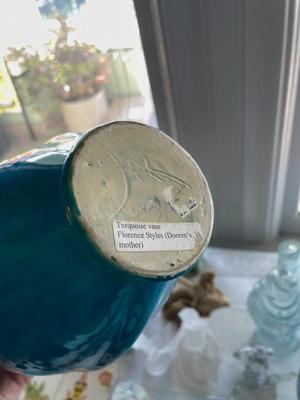 Turquoise vase
Florence Styles (Doreen's
mother)